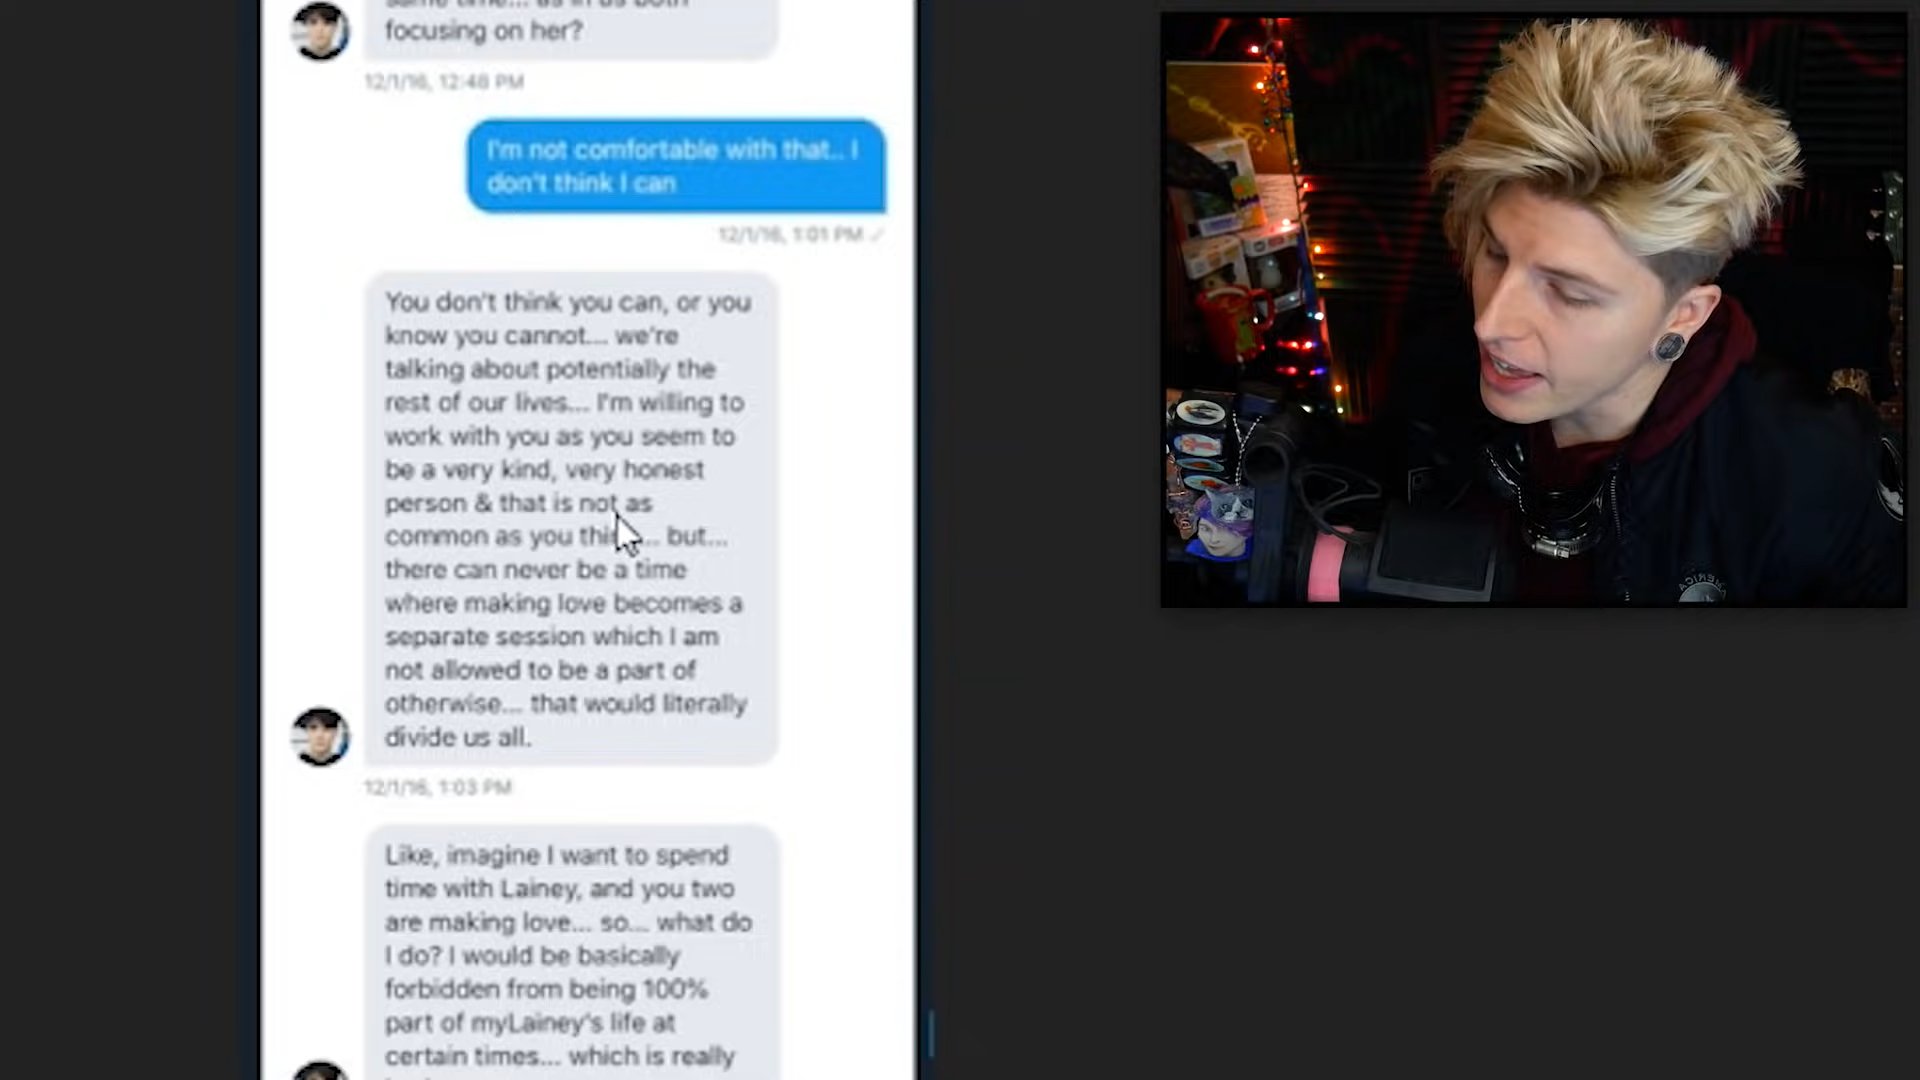 focusing on her?
12/1/16, 12:46 PM
I'm not comfortable with that.. I
don't think I can
12/1/16, 1:01 PM
You don't think you can, or you
know you cannot... we're
talking about potentially the
rest of our lives... I'm willing to
work with you as you seem to
be a very kind, very honest
person & that is not as
common as you thin... but...
there can never be a time
where making love becomes a
separate session which I am
not allowed to be a part of
otherwise... that would literally
divide us all.
12/1/16, 1:03 PM
Like, imagine I want to spend
time with Lainey, and you two
are making love... so... what do
I do? I would be basically
forbidden from being 100%
part of myLainey's life at
certain times... which is really